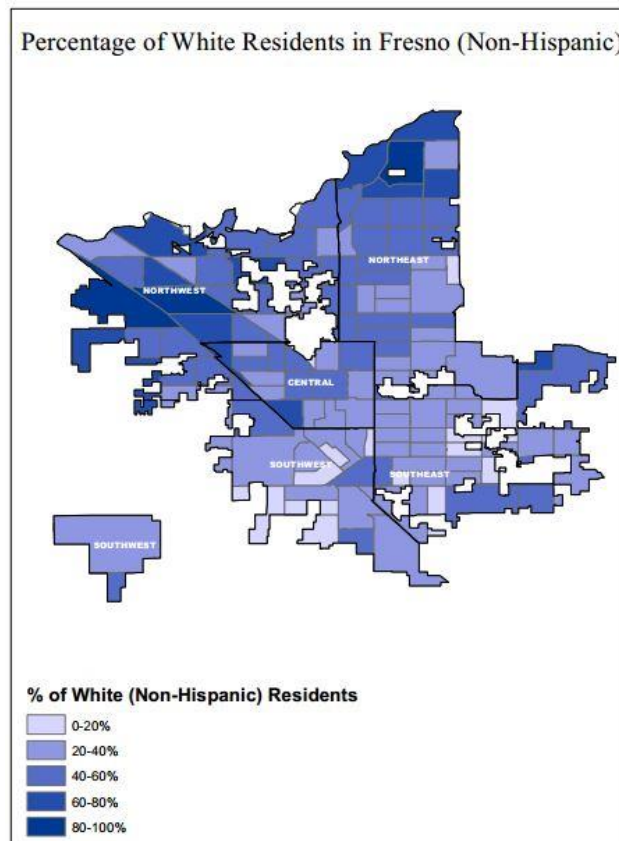 Percentage of White Residents in Fresno (Non-Hispanic)
NORTHEAST
NORTHWEST
CENTRAL
SOUTHWEST
SOUTHEAST
SOUTHWEST
% of White (Non-Hispanic) Residents
0-20%
20-40%
40-60%
60-80%
80-100%